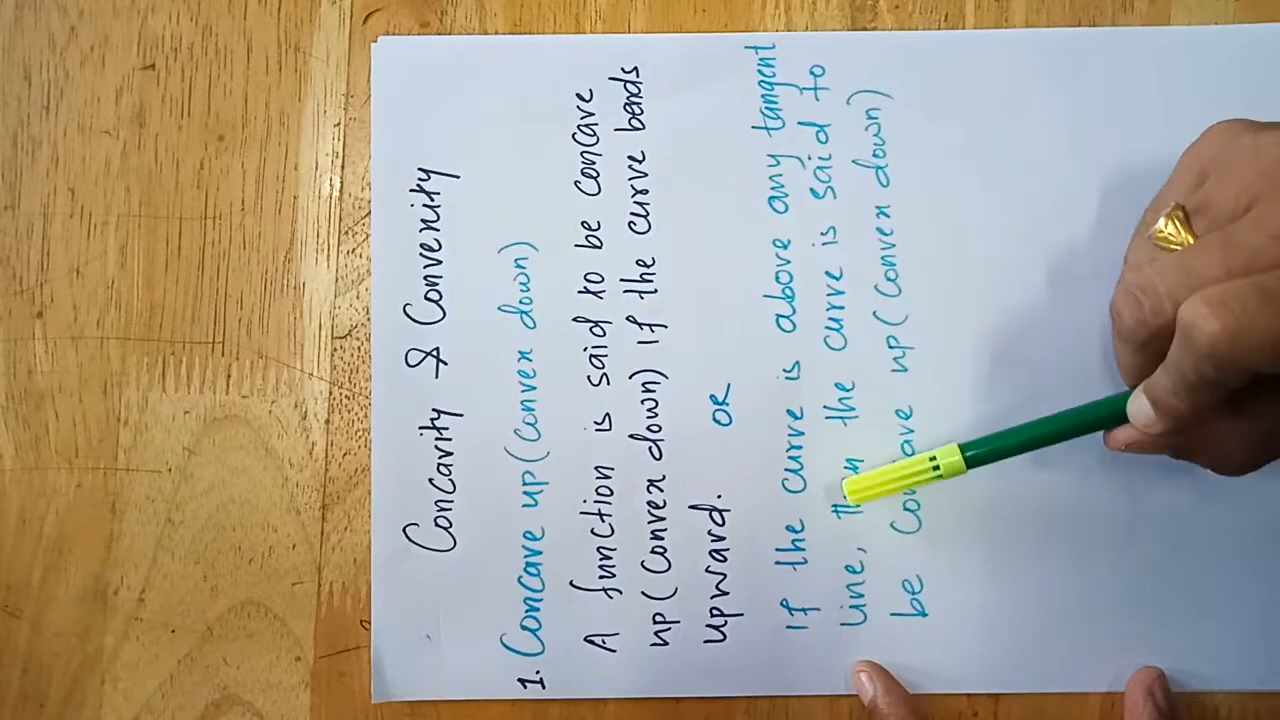 Concavity & Convexity
1. Concave up (Convex down)
A function is said to be concave
up (Convex down) if the curve bends
upward.
OR
If the curve is above any tangent
line, then the curve is said to
be Concave up (Convex down)